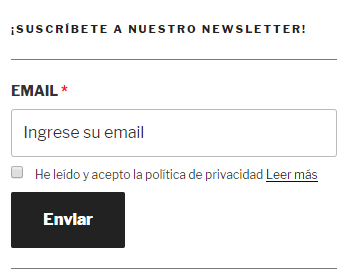 ¡SUSCRÍBETE A NUESTRO NEWSLETTER!
EMAIL *
Ingrese su email
He leído y acepto la política de privacidad Leer más
Enviar